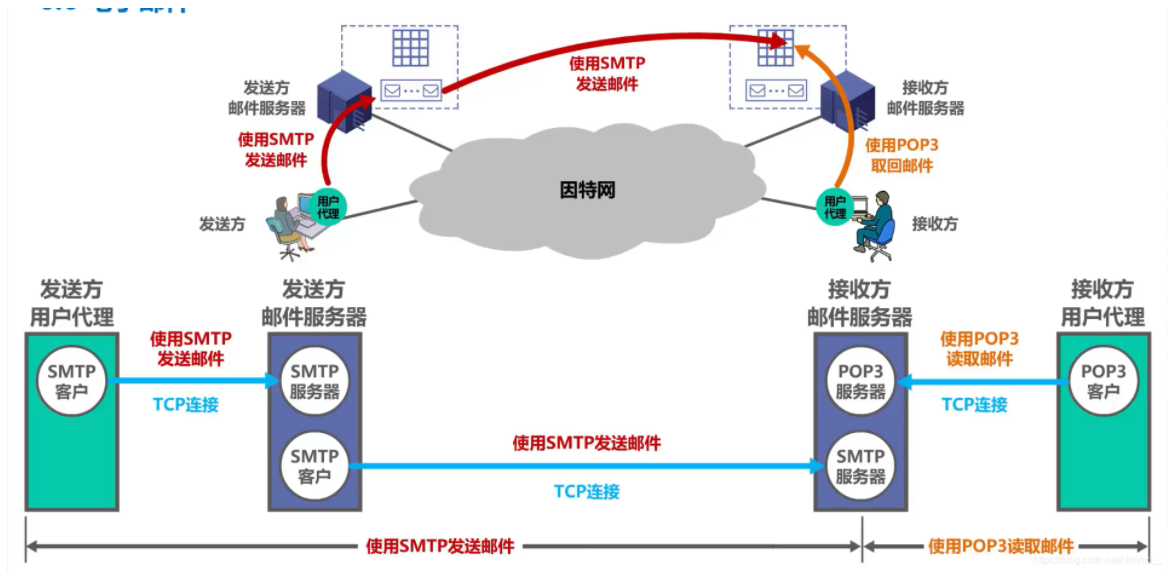 使用SMTP
发送邮件
发送方
邮件服务器
接收方
邮件服务器
使用SMTP
发送邮件
使用POP3
取回邮件
因特网
用户
代理
用户
代理
发送方
接收方
发送方
用户代理
发送方
邮件服务器
接收方
邮件服务器
接收方
用户代理
使用SMTP
发送邮件
使用POP3
读取邮件
SMTP
客户
SMTP
服务器
POP3
服务器
POP3
客户
TCP连接
TCP连接
使用SMTP发送邮件
SMTP
客户
SMTP
服务器
TCP连接
使用SMTP发送邮件
使用POP3读取邮件